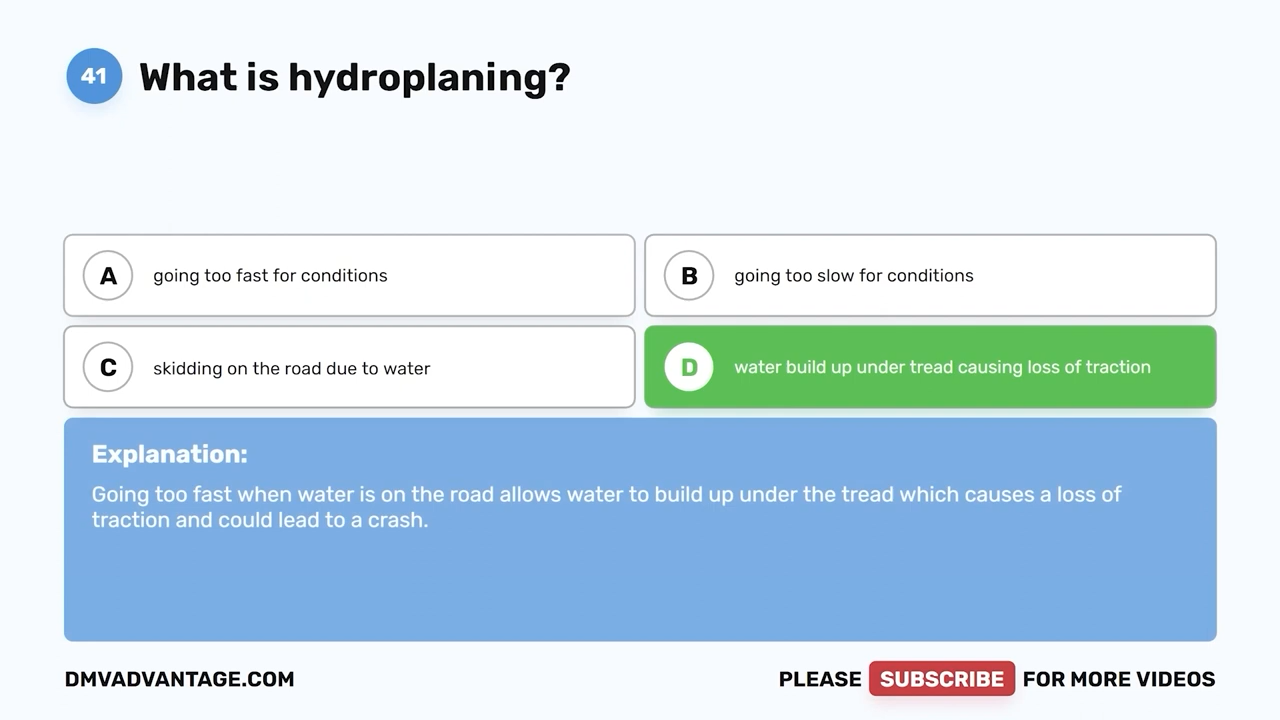 41 What is hydroplaning?
A going too fast for conditions
B going too slow for conditions
C skidding on the road due to water
D water build up under tread causing loss of traction
Explanation:
Going too fast when water is on the road allows water to build up under the tread which causes a loss of
traction and could lead to a crash.
DMVADVANTAGE.COM
PLEASE SUBSCRIBE FOR MORE VIDEOS